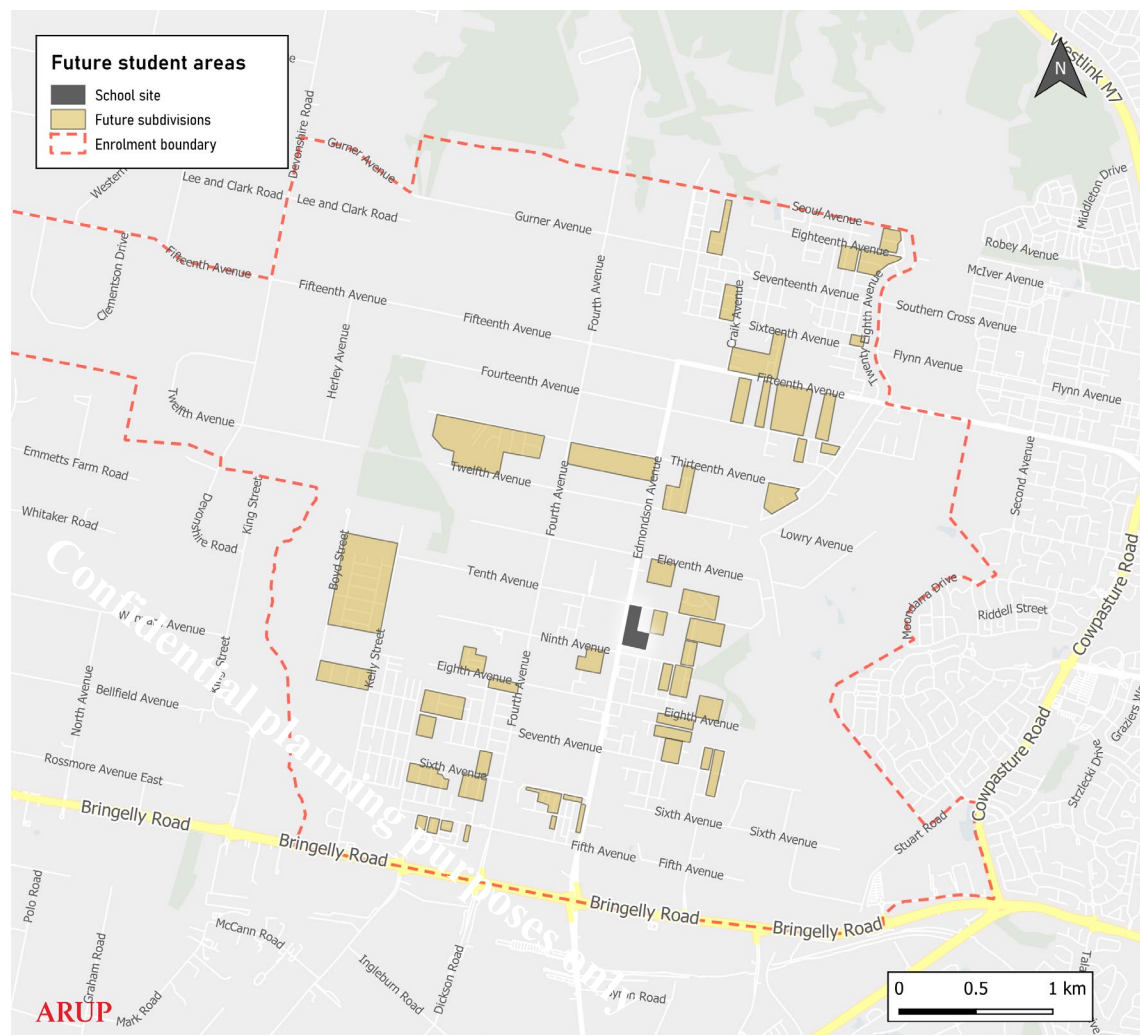 Future student areas
School site
Future subdivisions
Enrolment boundary
N
Westlink M7
Devonshire Road
Gurner Avenue
Middleton Drive
Western
Lee and Clark Road
Lee and Clark Road
Gurner Avenue
Seoul Avenue
Eighteenth Avenue
Robey Avenue
McIver Avenue
Clementson Drive
Fifteenth Avenue
Fifteenth Avenue
Fourth Avenue
Seventeenth Avenue
Twenty Eighth Avenue
Southern Cross Avenue
Craik Avenue
Sixteenth Avenue
Fifteenth Avenue
Herley Avenue
Flynn Avenue
Flynn Avenue
Fourteenth Avenue
Fifteenth Avenue
Twelfth Avenue
Emmetts Farm Road
Twelfth Avenue
Thirteenth Avenue
Second Avenue
Fourth Avenue
Edmondson Avenue
King Street
Devonshire Road
Whitaker Road
Lowry Avenue
Boyd Street
Tenth Avenue
Eleventh Avenue
Cowpasture Road
Moondarra Drive
Riddell Street
Ninth Avenue
Kelly Street
King Street
Eighth Avenue
Fourth Avenue
Eighth Avenue
North Avenue
Bellfield Avenue
Seventh Avenue
Cowpasture Road
Strzlecki Drive
Rossmore Avenue East
Sixth Avenue
Sixth Avenue
Sixth Avenue
Stuart Road
Bringelly Road
Bringelly Road
Fifth Avenue
Fifth Avenue
Bringelly Road
Bringelly Road
Polo Road
McCann Road
Graham Road
Mark Road
Ingleburn Road
Dickson Road
Confidential planning purposes only
ARUP
0 0.5 1 km